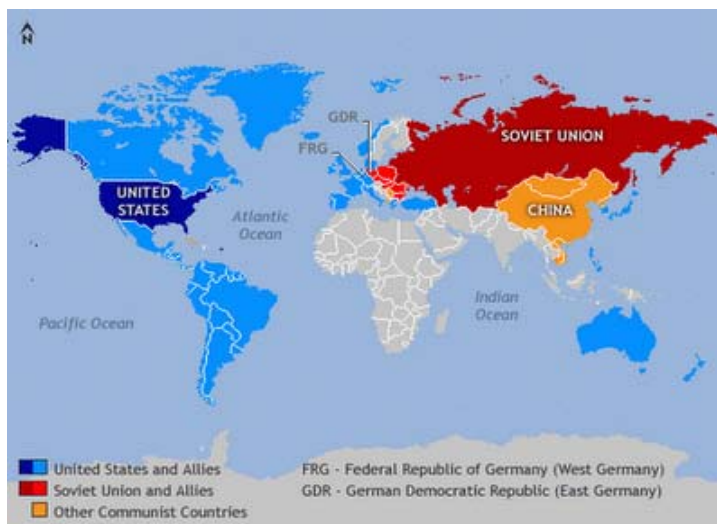 N
GDR
FRG
SOVIET UNION
UNITED
STATES
CHINA
Atlantic
Ocean
Indian
Ocean
Pacific Ocean
United States and Allies
FRG - Federal Republic of Germany (West Germany)
Soviet Union and Allies
GDR - German Democratic Republic (East Germany)
Other Communist Countries